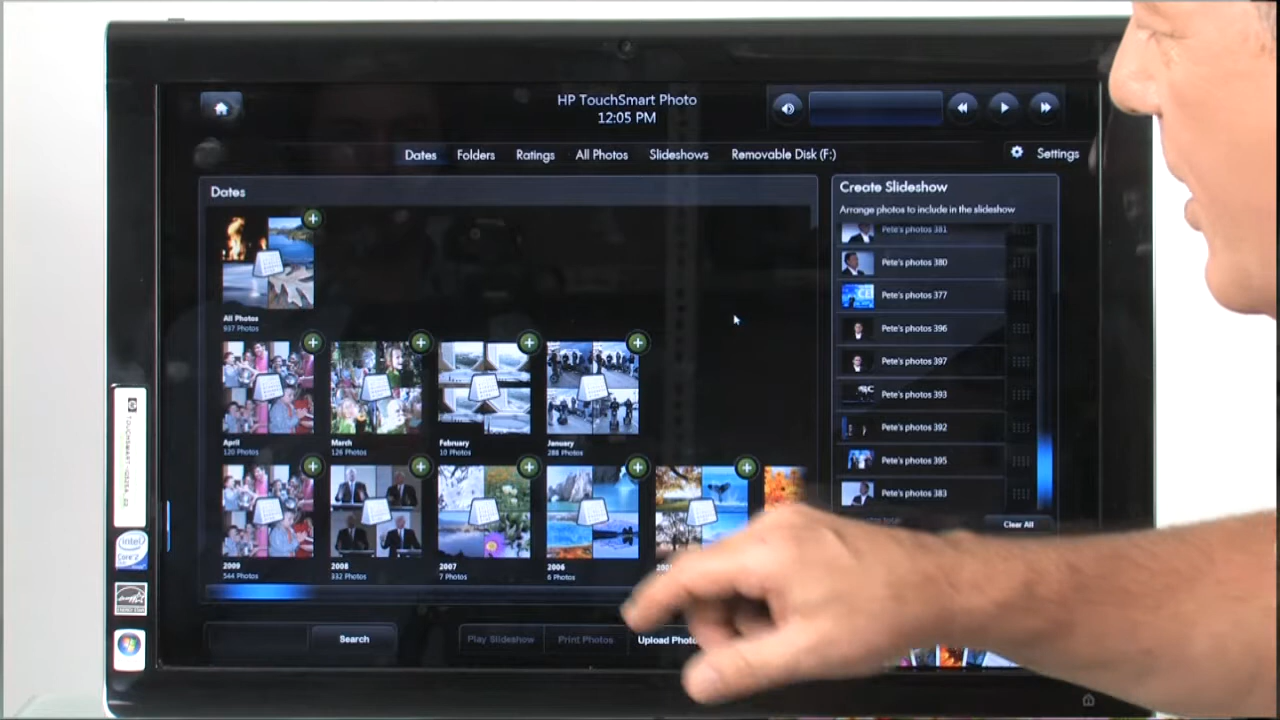 HP TouchSmart Photo
12:05 PM
Dates
Folders
Ratings
All Photos
Slideshows
Removable Disk (F:)
Settings
Dates
All Photos
937 Photos
April
120 Photos
March
126 Photos
February
10 Photos
January
288 Photos
2009
544 Photos
2008
332 Photos
2007
7 Photos
2006
6 Photos
Create Slideshow
Arrange photos to include in the slideshow
Pete's photos 381
Pete's photos 380
Pete's photos 377
Pete's photos 396
Pete's photos 397
Pete's photos 393
Pete's photos 392
Pete's photos 395
Pete's photos 383
Clear All
Search
Play Slideshow
Print Photos
Upload Photo
intel
Core 2